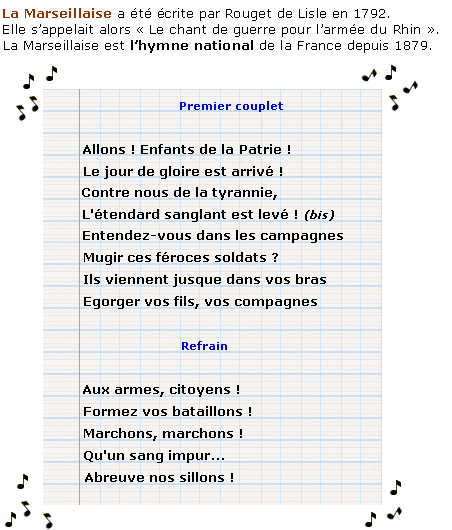 La Marseillaise a été écrite par Rouget de Lisle en 1792.
Elle s’appelait alors « Le chant de guerre pour l’armée du Rhin ».
La Marseillaise est l’hymne national de la France depuis 1879.
Premier couplet
Allons ! Enfants de la Patrie !
Le jour de gloire est arrivé !
Contre nous de la tyrannie,
L'étendard sanglant est levé ! (bis)
Entendez-vous dans les campagnes
Mugir ces féroces soldats ?
Ils viennent jusque dans vos bras
Egorger vos fils, vos compagnes
Refrain
Aux armes, citoyens !
Formez vos bataillons !
Marchons, marchons !
Qu'un sang impur...
Abreuve nos sillons !